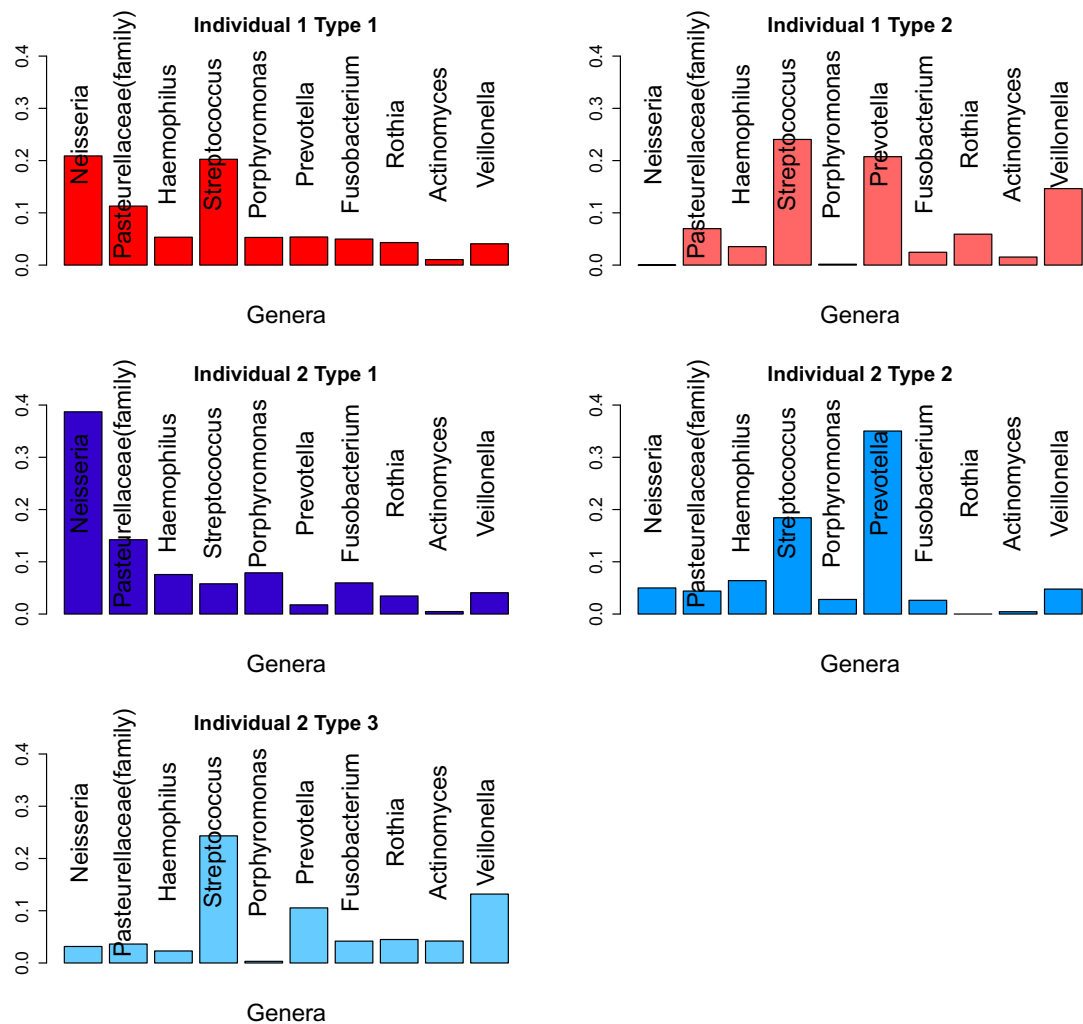 Individual 1 Type 1
0.0
0.1
0.2
0.3
0.4
Neisseria
Pasteurellaceae(family)
Haemophilus
Streptococcus
Porphyromonas
Prevotella
Fusobacterium
Rothia
Actinomyces
Veillonella
Genera
Individual 1 Type 2
0.0
0.1
0.2
0.3
0.4
Neisseria
Pasteurellaceae(family)
Haemophilus
Streptococcus
Porphyromonas
Prevotella
Fusobacterium
Rothia
Actinomyces
Veillonella
Genera
Individual 2 Type 1
0.0
0.1
0.2
0.3
0.4
Neisseria
Pasteurellaceae(family)
Haemophilus
Streptococcus
Porphyromonas
Prevotella
Fusobacterium
Rothia
Actinomyces
Veillonella
Genera
Individual 2 Type 2
0.0
0.1
0.2
0.3
0.4
Neisseria
Pasteurellaceae(family)
Haemophilus
Streptococcus
Porphyromonas
Prevotella
Fusobacterium
Rothia
Actinomyces
Veillonella
Genera
Individual 2 Type 3
0.0
0.1
0.2
0.3
0.4
Neisseria
Pasteurellaceae(family)
Haemophilus
Streptococcus
Porphyromonas
Prevotella
Fusobacterium
Rothia
Actinomyces
Veillonella
Genera